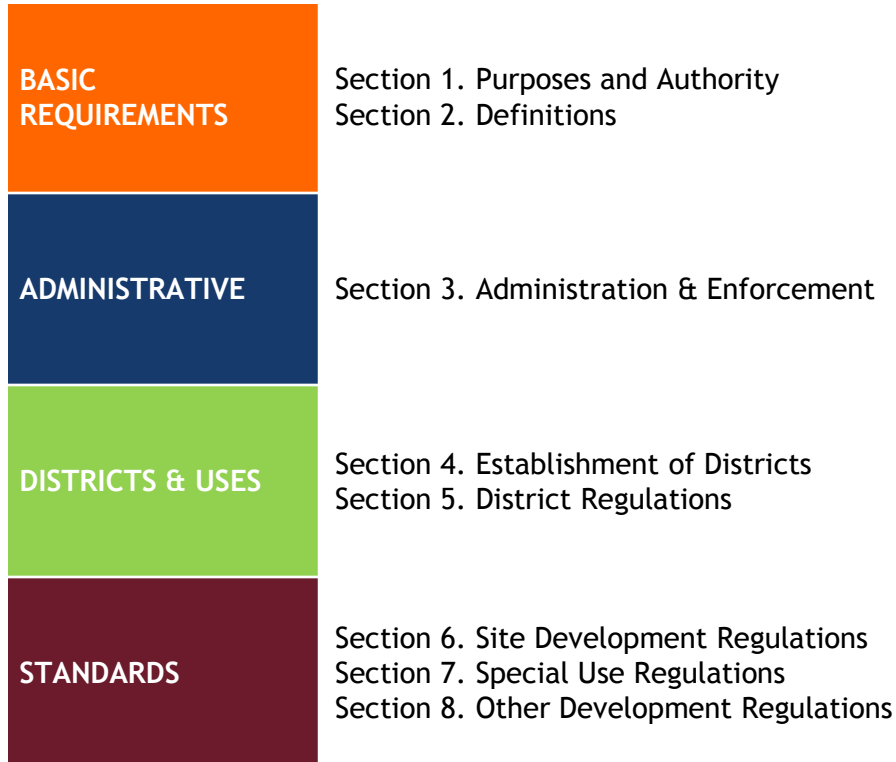 BASIC
REQUIREMENTS
Section 1. Purposes and Authority
Section 2. Definitions
ADMINISTRATIVE
Section 3. Administration & Enforcement
DISTRICTS & USES
Section 4. Establishment of Districts
Section 5. District Regulations
STANDARDS
Section 6. Site Development Regulations
Section 7. Special Use Regulations
Section 8. Other Development Regulations